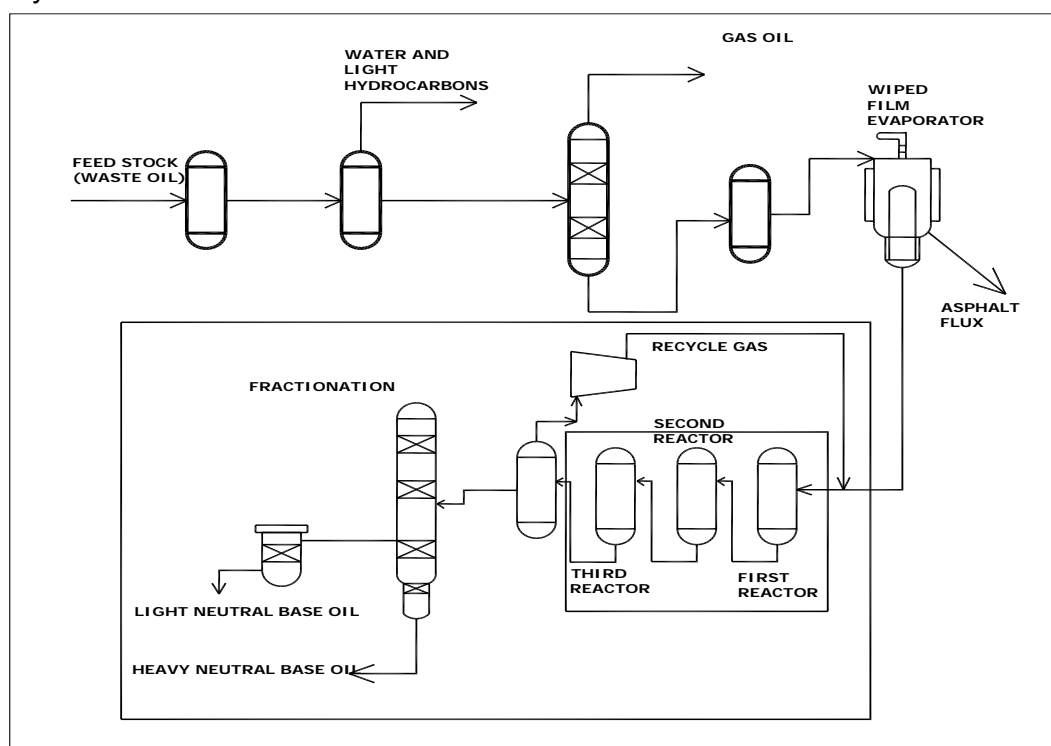 WATER AND
LIGHT
HYDROCARBONS
GAS OIL
WIPED
FILM
EVAPORATOR
FEED STOCK
(WASTE OIL)
ASPHALT
FLUX
RECYCLE GAS
FRACTIONATION
SECOND
REACTOR
THIRD
REACTOR
FIRST
REACTOR
LIGHT NEUTRAL BASE OIL
HEAVY NEUTRAL BASE OIL